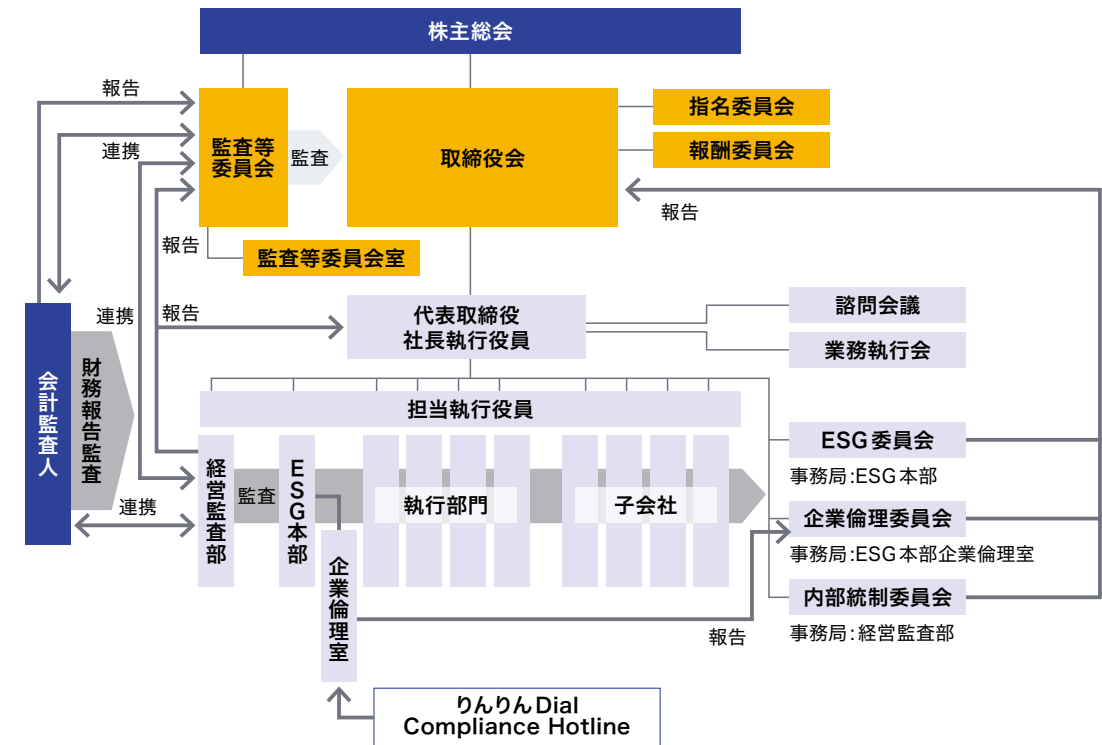 株主総会
報告
連携
監査等
委員会
監査
取締役会
指名委員会
報酬委員会
報告
報告
監査等委員会室
連携
報告
代表取締役
社長執行役員
諮問会議
業務執行会
会計監査人
財務報告監査
担当執行役員
経営監査部
監査
ESG本部
執行部門
子会社
ESG委員会
事務局:ESG本部
連携
企業倫理委員会
事務局:ESG本部企業倫理室
企業倫理室
内部統制委員会
事務局:経営監査部
報告
りんりんDial
Compliance Hotline